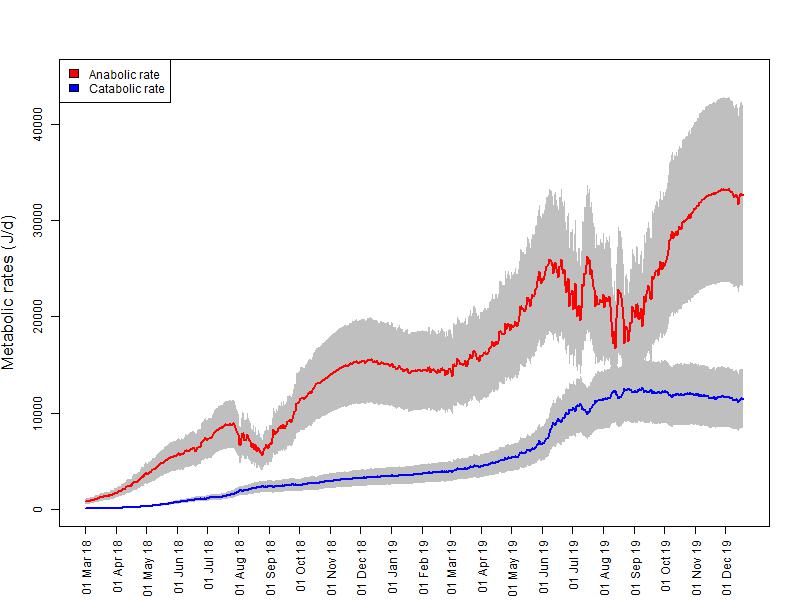 Anabolic rate
Catabolic rate
Metabolic rates (J/d)
40000
30000
20000
10000
0
01 Mar 18
01 Apr 18
01 May 18
01 Jun 18
01 Jul 18
01 Aug 18
01 Sep 18
01 Oct 18
01 Nov 18
01 Dec 18
01 Jan 19
01 Feb 19
01 Mar 19
01 Apr 19
01 May 19
01 Jun 19
01 Jul 19
01 Aug 19
01 Sep 19
01 Oct 19
01 Nov 19
01 Dec 19